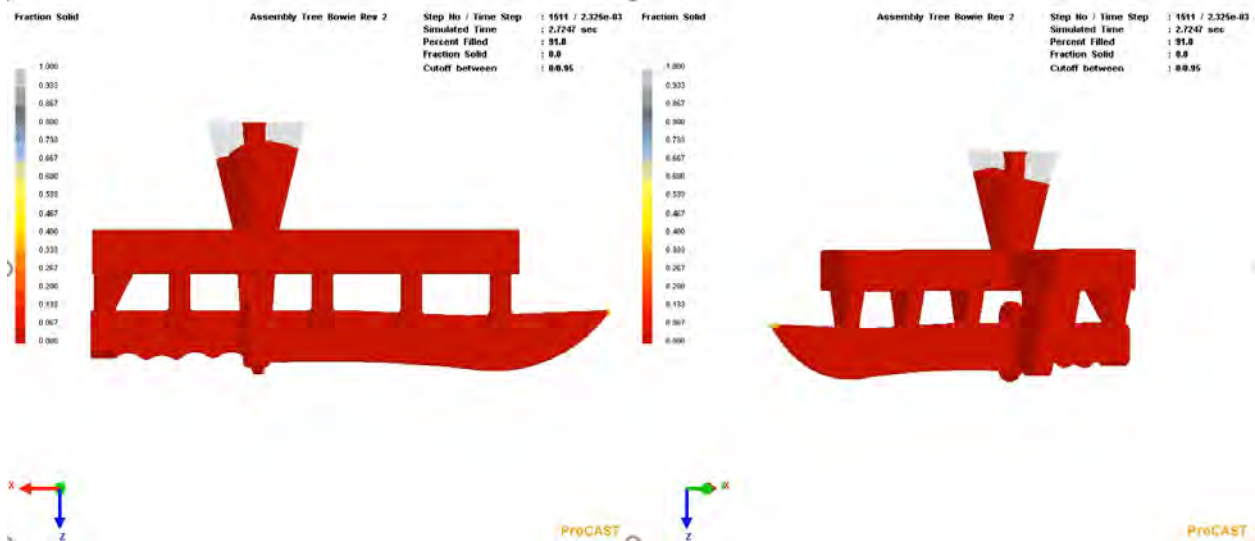 Fraction Solid
Assembly Tree Bowie Rev 2
Step No / Time Step : 1511 / 2.325e-03
Simulated Time : 2.7247 sec
Percent Filled : 91.0
Fraction Solid : 0.0
Cutoff between : 0/0.95
1.000
0.933
0.867
0.800
0.733
0.667
0.600
0.533
0.467
0.400
0.333
0.267
0.200
0.133
0.067
0.000
X
Z
ProCAST
Fraction Solid
Assembly Tree Bowie Rev 2
Step No / Time Step : 1511 / 2.325e-03
Simulated Time : 2.7247 sec
Percent Filled : 91.0
Fraction Solid : 0.0
Cutoff between : 0/0.95
1.000
0.933
0.867
0.800
0.733
0.667
0.600
0.533
0.467
0.400
0.333
0.267
0.200
0.133
0.067
0.000
X
Z
ProCAST